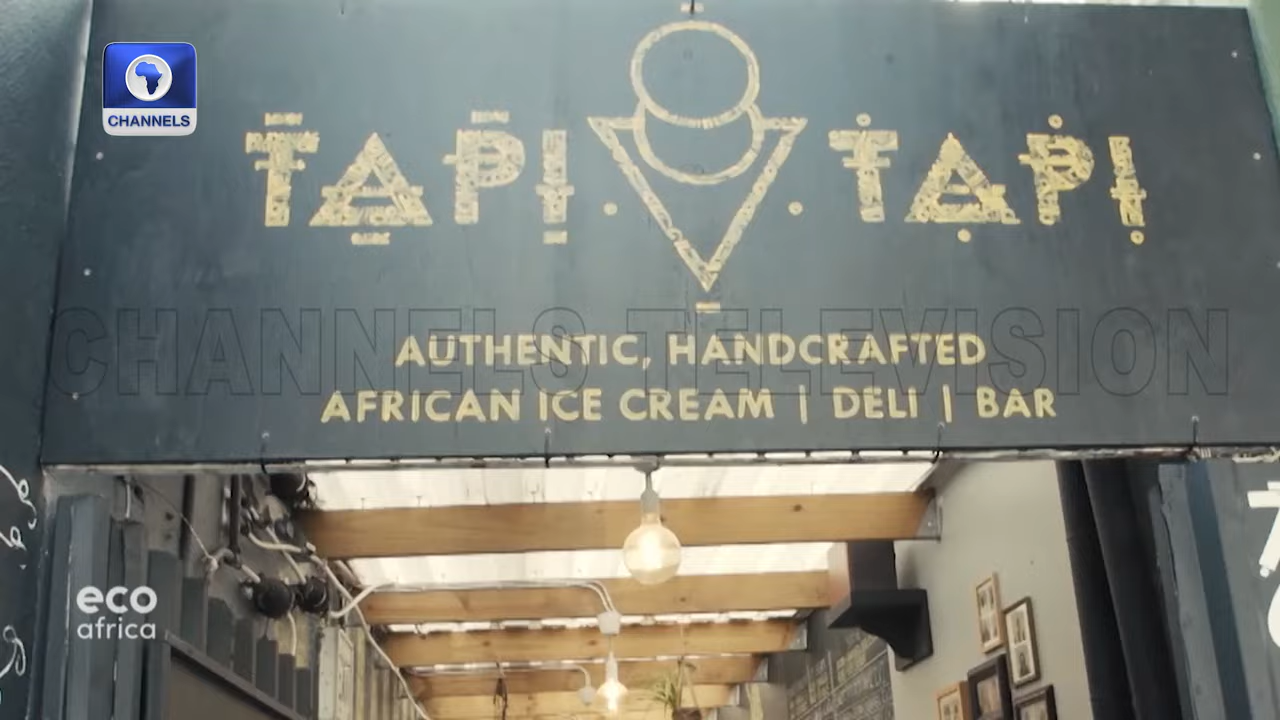 CHANNELS
TAPI TAPI
CHANNELS TELEVISION
AUTHENTIC, HANDCRAFTED
AFRICAN ICE CREAM | DELI | BAR
eco
africa